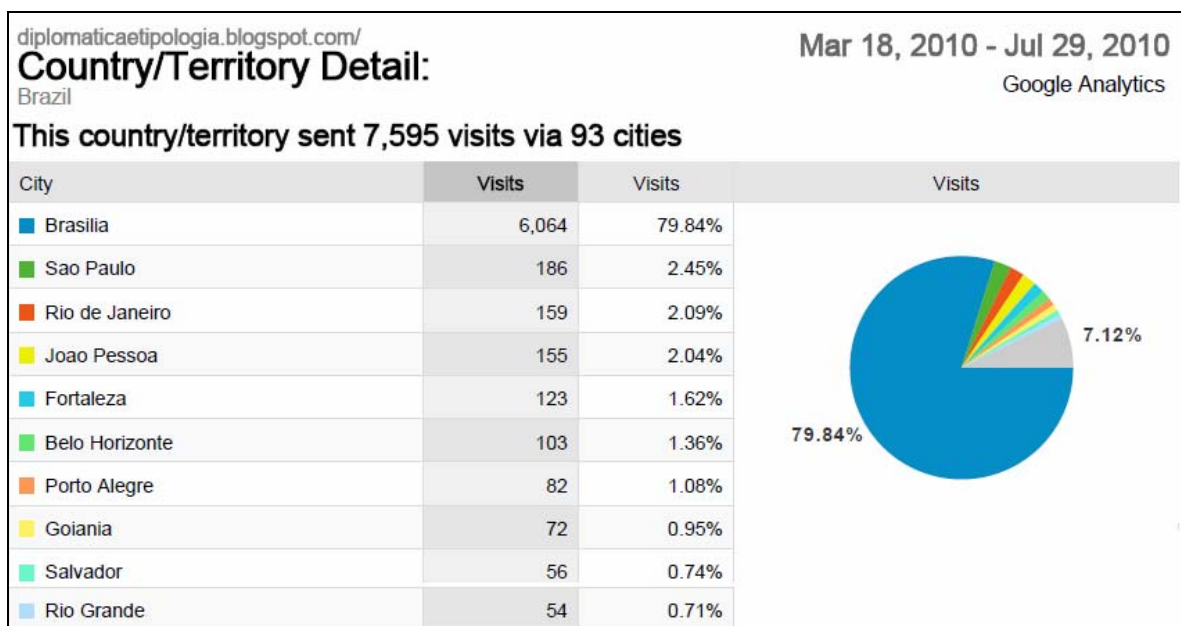 diplomaticaetipologia.blogspot.com/
Country/Territory Detail:
Brazil
Mar 18, 2010 - Jul 29, 2010
Google Analytics
This country/territory sent 7,595 visits via 93 cities
City Visits Visits Visits
Brasilia 6,064 79.84%
Sao Paulo 186 2.45%
Rio de Janeiro 159 2.09%
Joao Pessoa 155 2.04%
Fortaleza 123 1.62%
Belo Horizonte 103 1.36%
Porto Alegre 82 1.08%
Goiania 72 0.95%
Salvador 56 0.74%
Rio Grande 54 0.71%
7.12%
79.84%